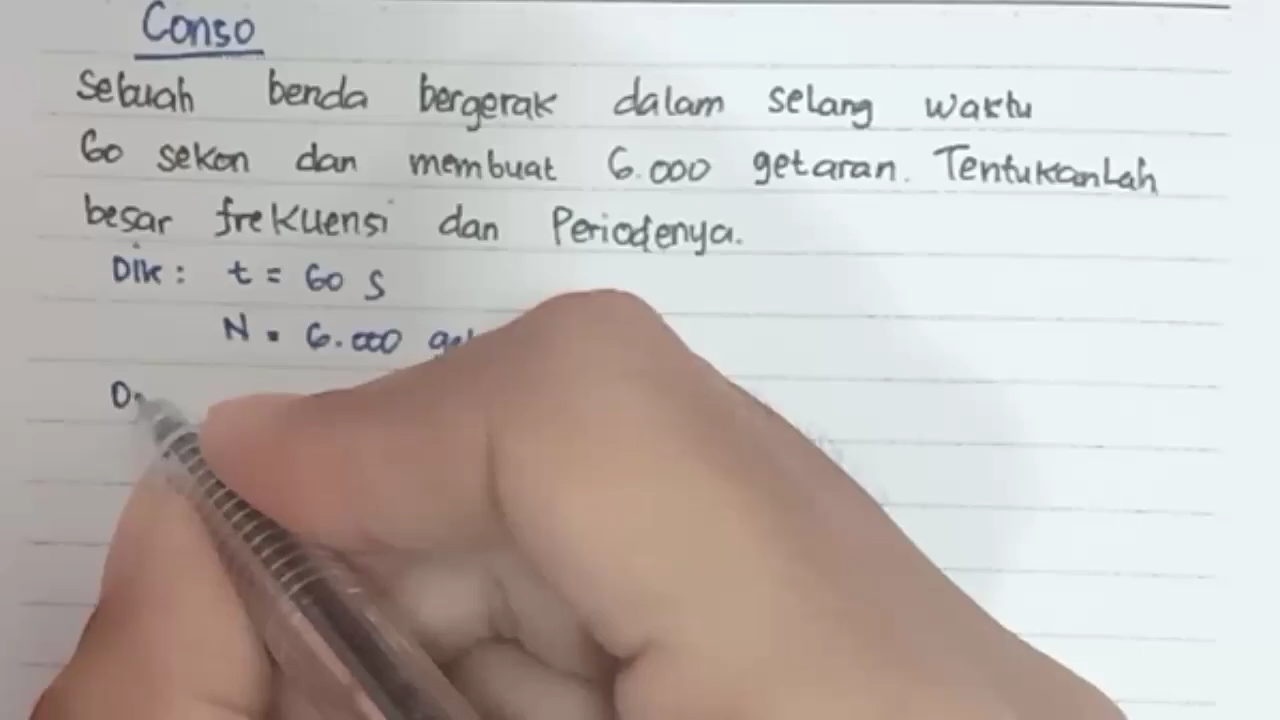 Conso
Sebuah benda bergerak dalam selang waktu
60 sekon dan membuat 6.000 getaran. Tentukanlah
besar frekuensi dan Periodenya.
Dik : t = 60 s
N = 6.000